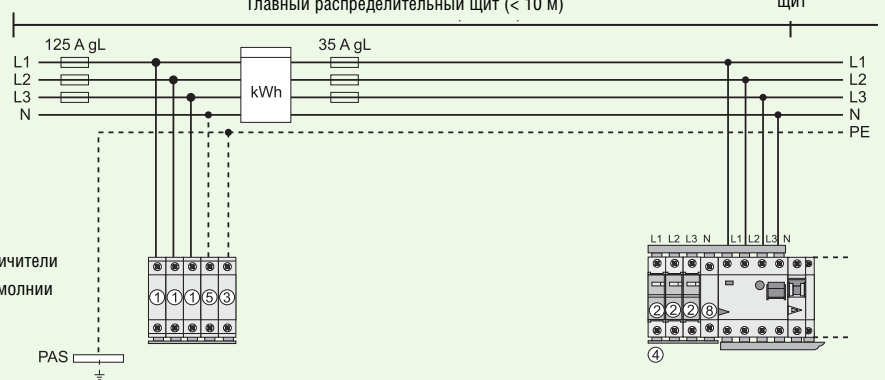 Главный распределительный щит (< 10 м)
щит
125 A gL
35 A gL
L1
L2
L3
N
kWh
L1
L2
L3
N
PE
L1 L2 L3 N L1 L2 L3 N
ичители
молнии
1 1 1 5 3
2 2 2 8
4
PAS